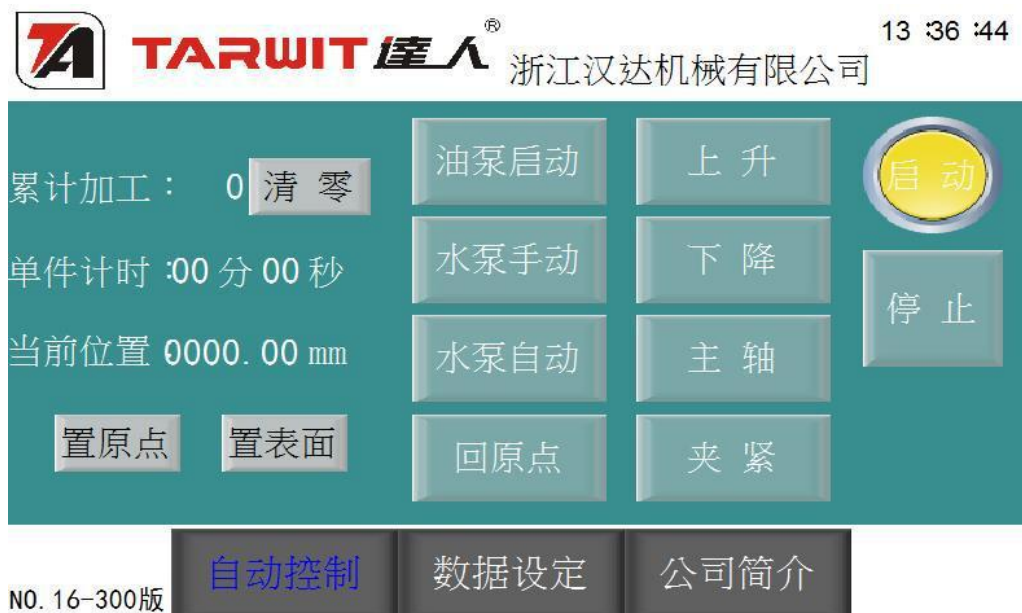 TARWIT 達人®
浙江汉达机械有限公司
13:36:44
累计加工: 0 清 零
油泵启动
上 升
启 动
单件计时:00 分 00 秒
水泵手动
下 降
停 止
当前位置 0000.00 mm
水泵自动
主 轴
置原点
置表面
回原点
夹 紧
自动控制
数据设定
公司简介
NO.16-300版